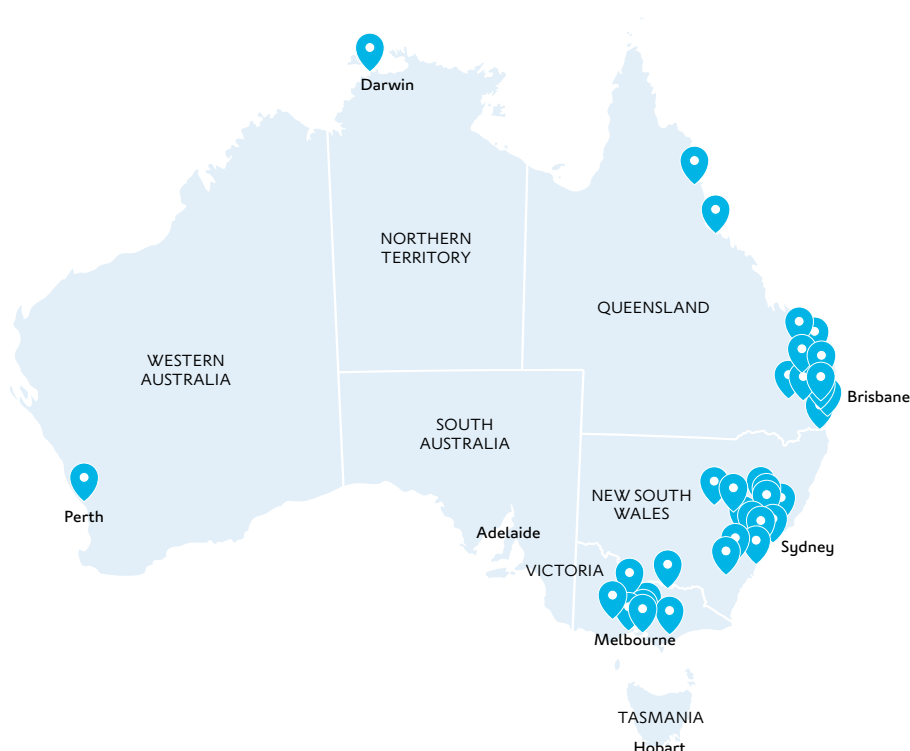 Darwin
NORTHERN
TERRITORY
QUEENSLAND
WESTERN
AUSTRALIA
Brisbane
SOUTH
AUSTRALIA
NEW SOUTH
WALES
Perth
Adelaide
Sydney
VICTORIA
Melbourne
TASMANIA
Hobart